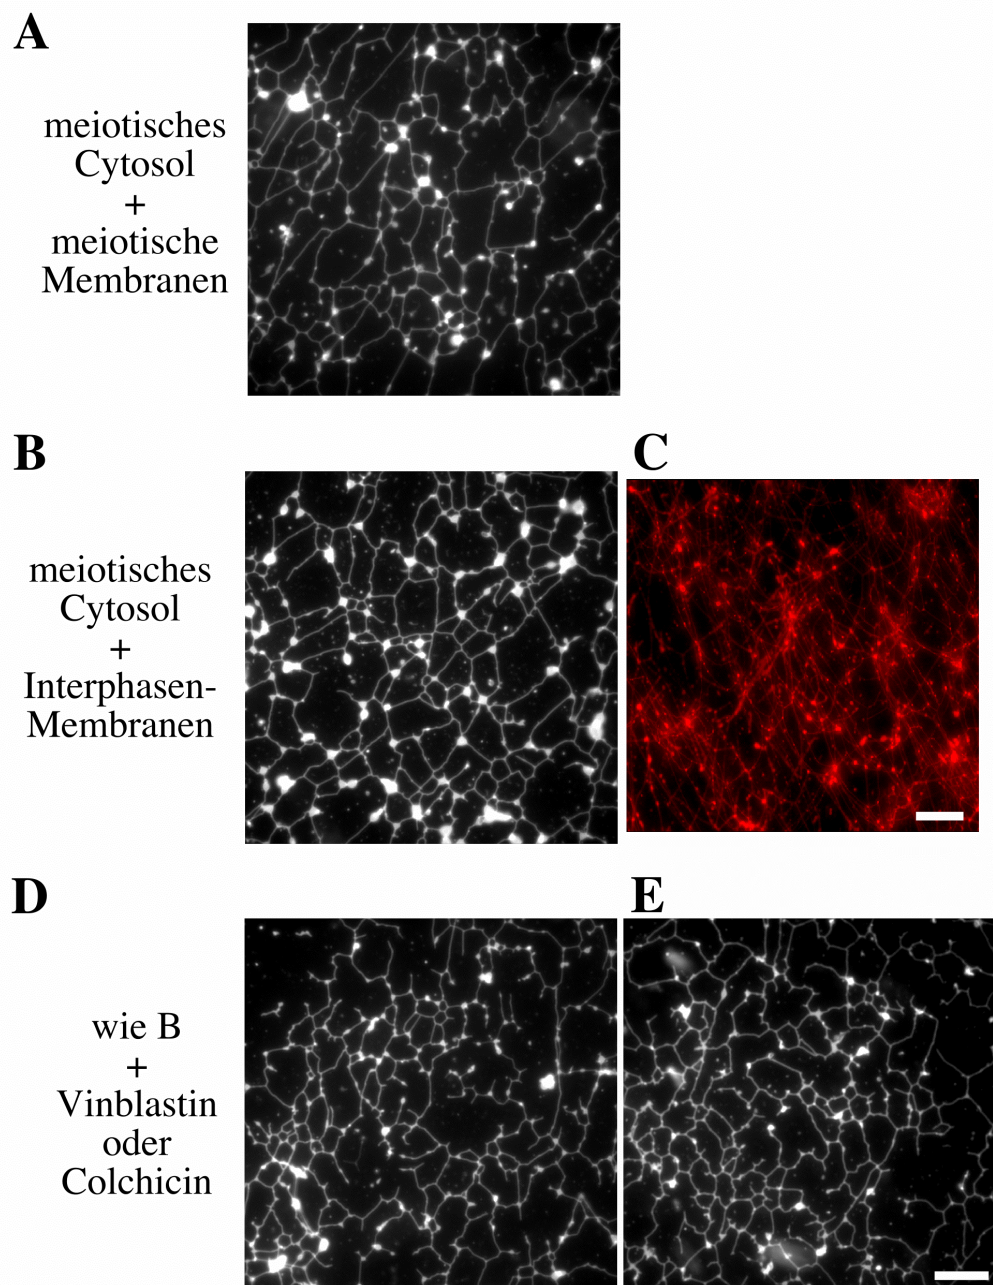 A
meiotisches
Cytosol
+
meiotische
Membranen
B
C
meiotisches
Cytosol
+
Interphasen-
Membranen
D
E
wie B
+
Vinblastin
oder
Colchicin